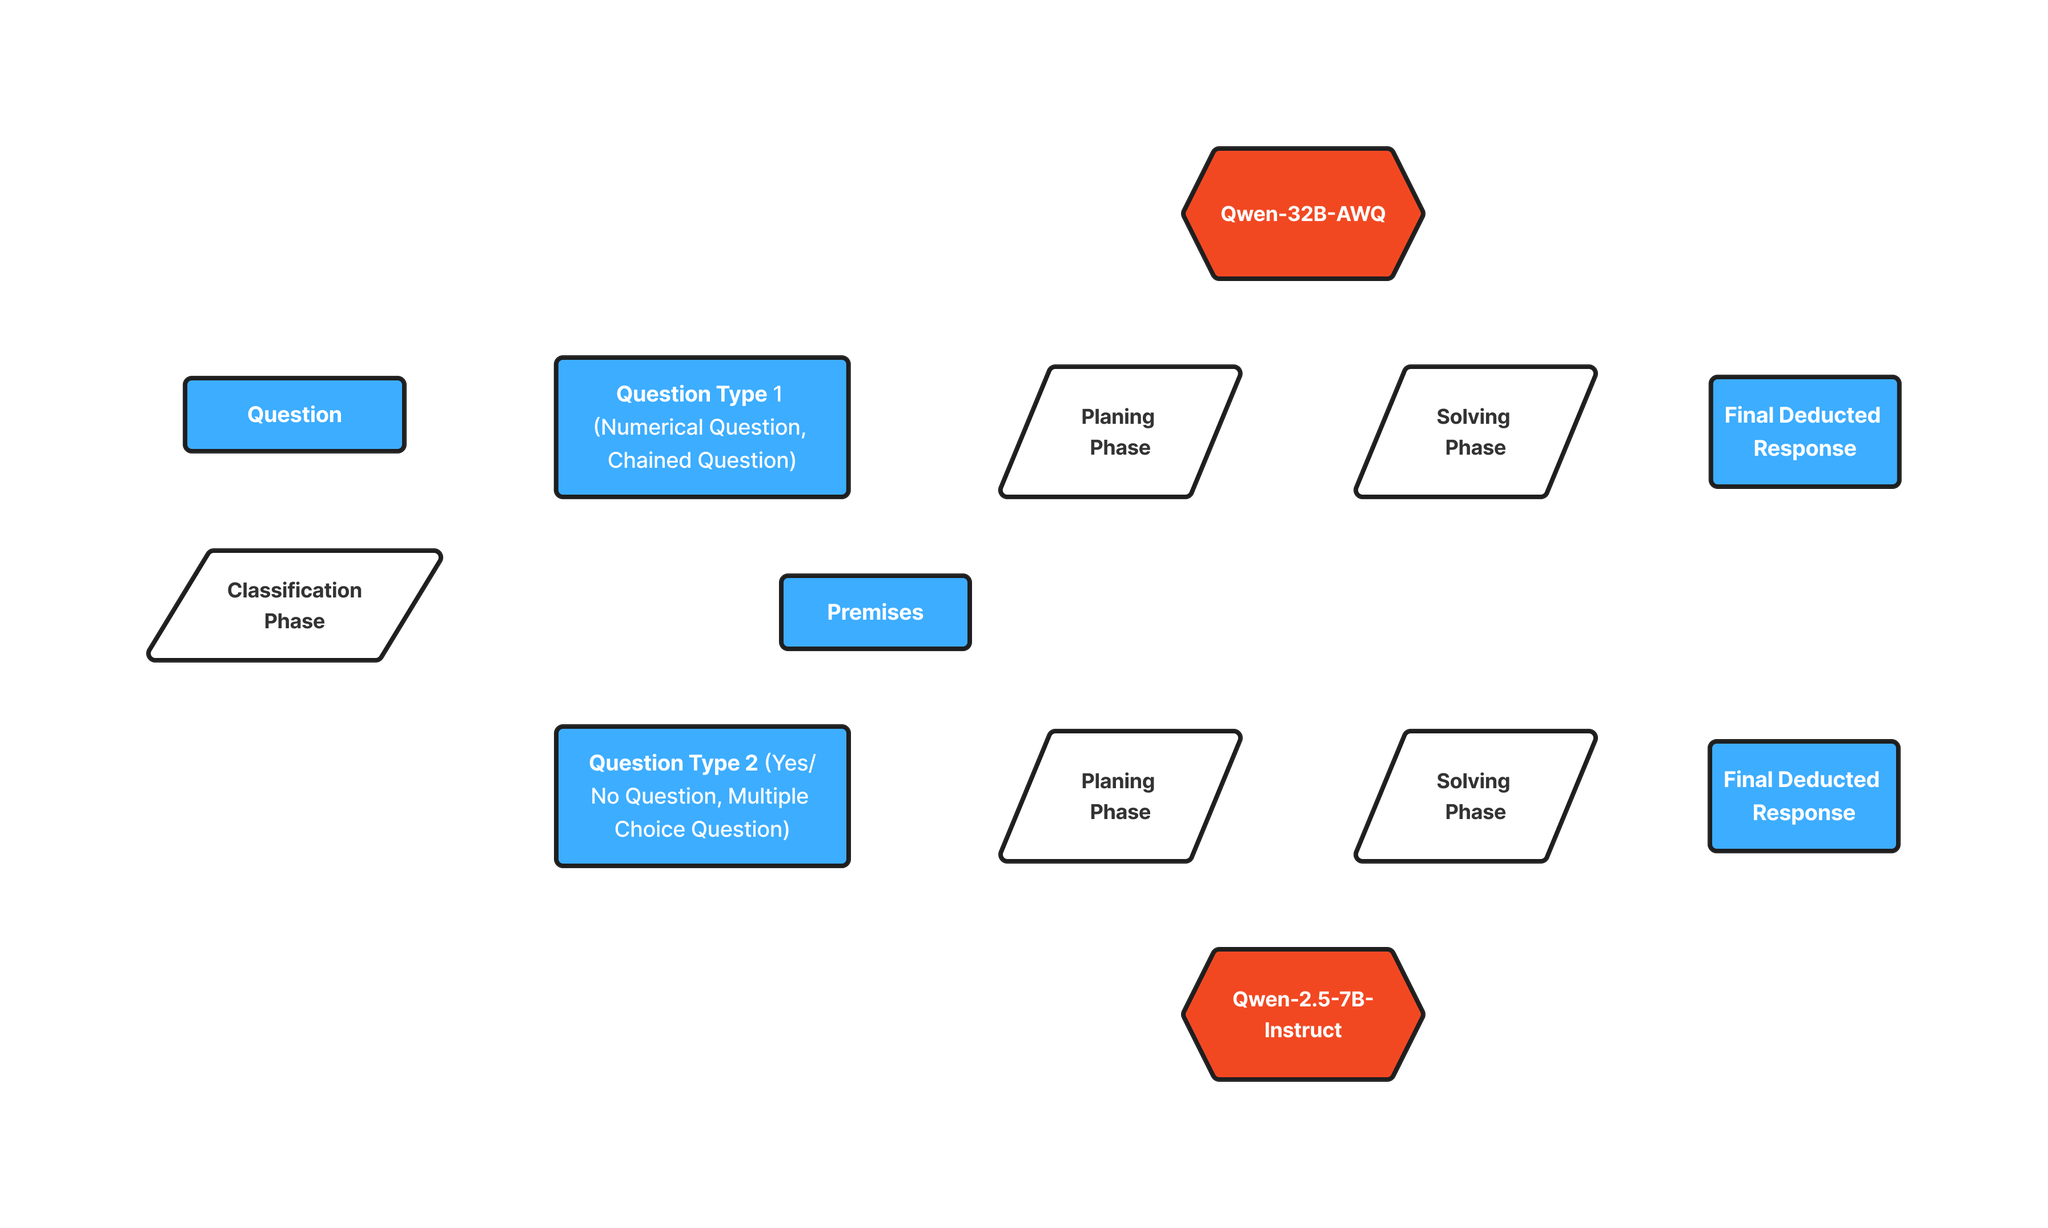 Qwen-32B-AWQ
Question
Question Type 1
(Numerical Question,
Chained Question)
Planing
Phase
Solving
Phase
Final Deducted
Response
Classification
Phase
Premises
Question Type 2 (Yes/
No Question, Multiple
Choice Question)
Planing
Phase
Solving
Phase
Final Deducted
Response
Qwen-2.5-7B-
Instruct